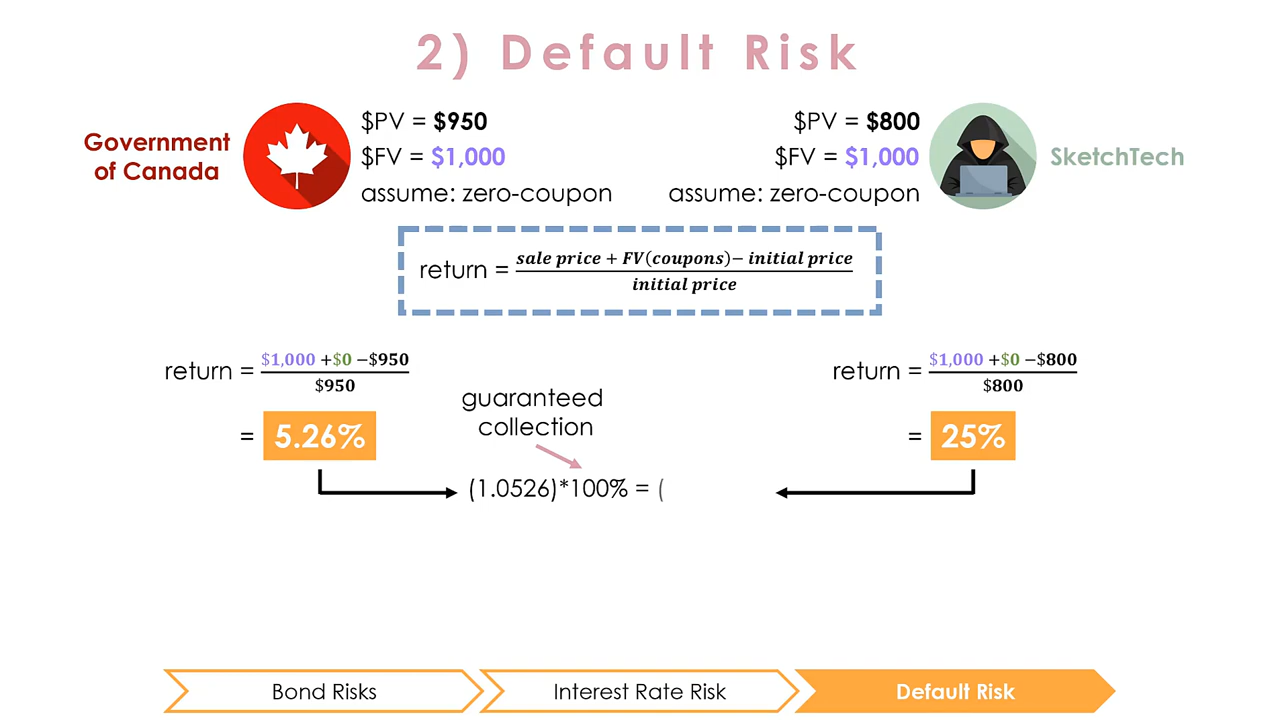 2) Default Risk
Government
of Canada
$PV = $950
$FV = $1,000
assume: zero-coupon
$PV = $800
$FV = $1,000
assume: zero-coupon
SketchTech
return = sale price + FV(coupons)− initial price
initial price
return = $1,000 +$0 −$950
$950
= 5.26%
return = $1,000 +$0 −$800
$800
= 25%
guaranteed
collection
(1.0526)*100% = (
Bond Risks
Interest Rate Risk
Default Risk